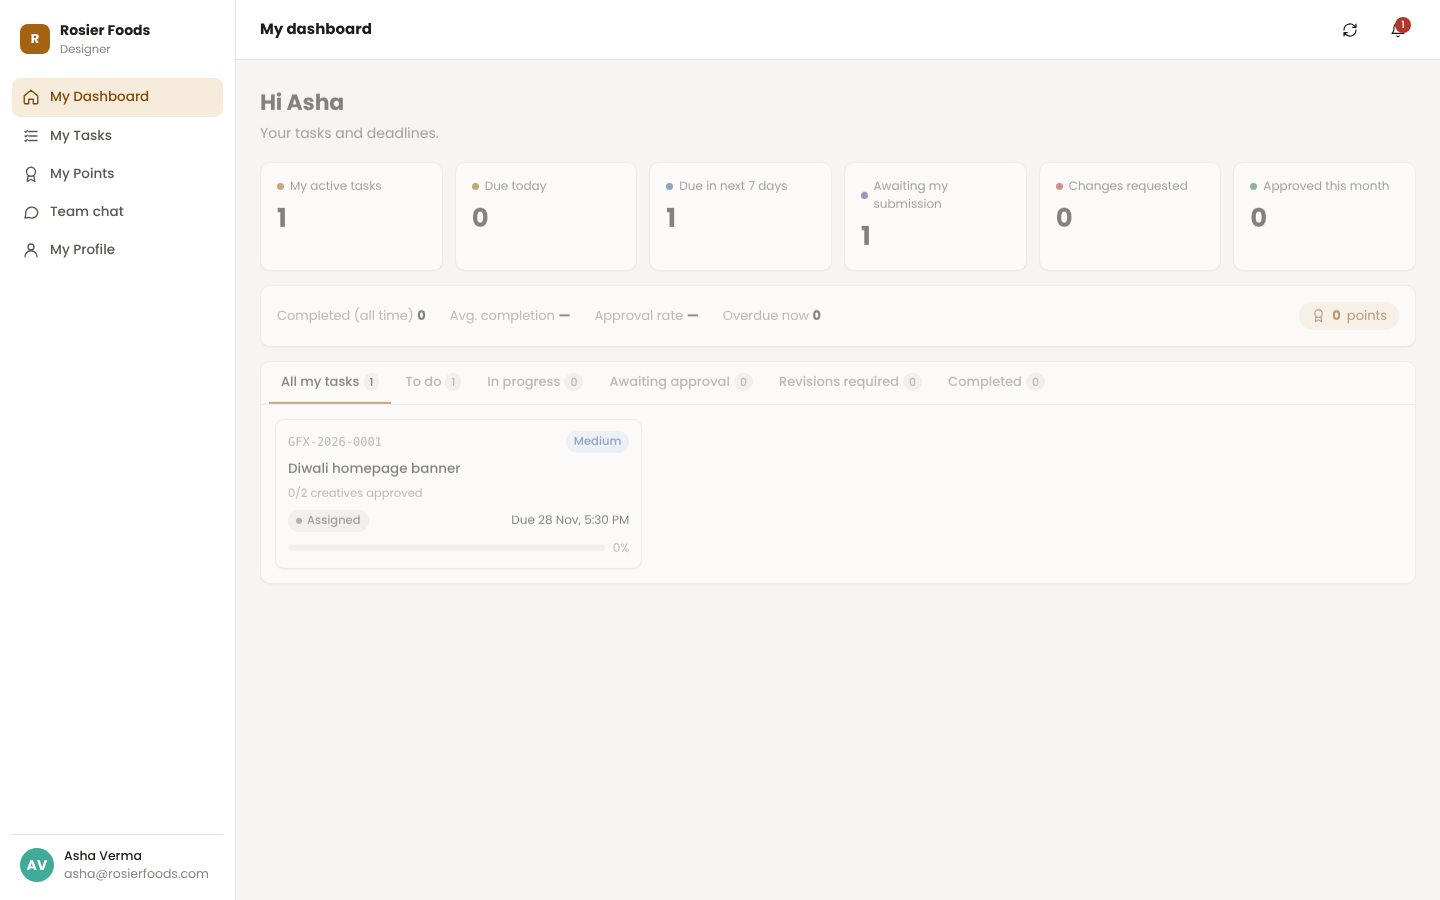 R
Rosier Foods
Designer
My Dashboard
My Tasks
My Points
Team chat
My Profile
Asha Verma
AV
asha@rosierfoods.com
My dashboard
1
Hi Asha
Your tasks and deadlines.
My active tasks
1
Due today
0
Due in next 7 days
1
Awaiting my
submission
1
Changes requested
0
Approved this month
0
Completed (all time) 0 Avg. completion — Approval rate — Overdue now 0
0 points
All my tasks 1 To do 1 In progress 0 Awaiting approval 0 Revisions required 0 Completed 0
GFX-2026-0001 Medium
Diwali homepage banner
0/2 creatives approved
Assigned Due 28 Nov, 5:30 PM
0%